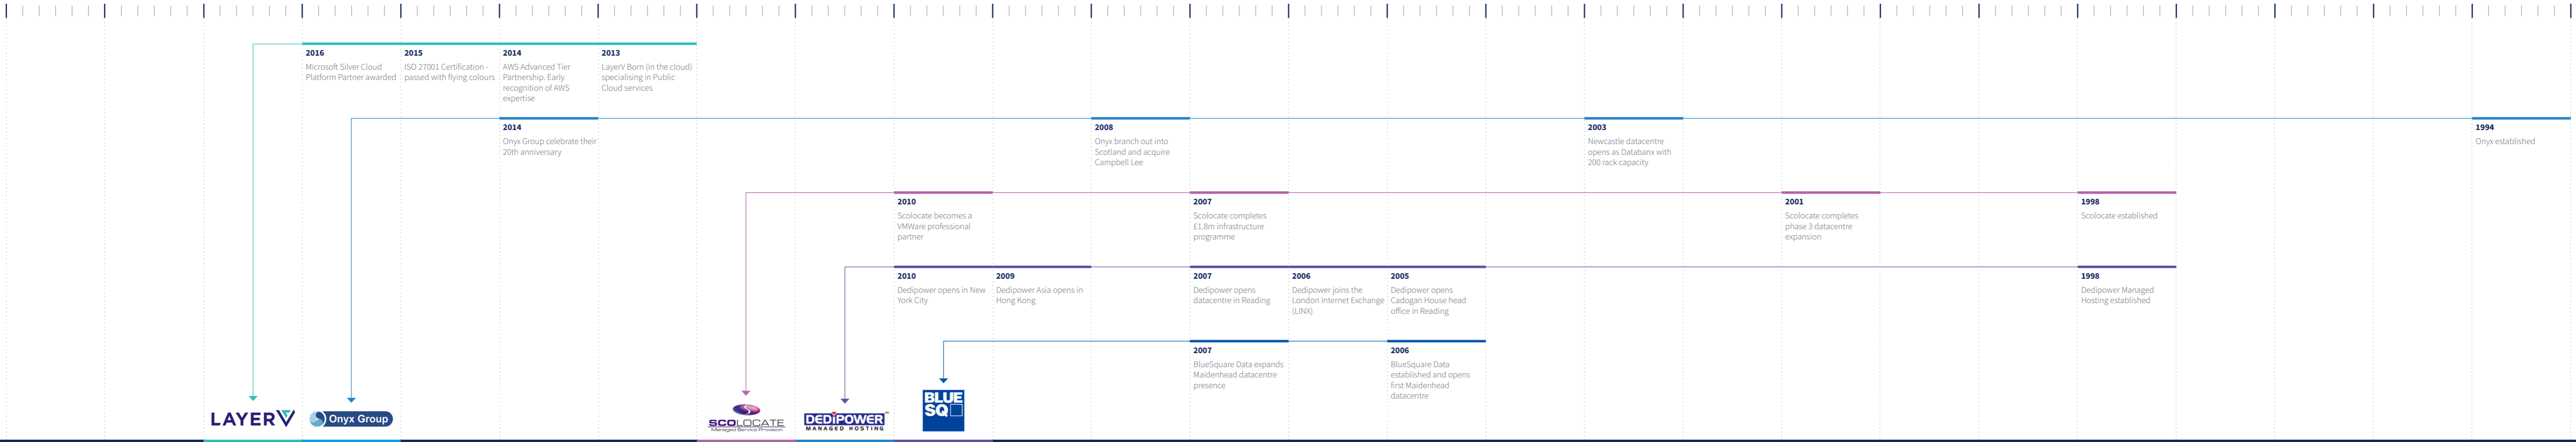 2016
Microsoft Silver Cloud
Platform Partner awarded
2015
ISO 27001 Certification -
passed with flying colours
2014
AWS Advanced Tier
Partnership. Early
recognition of AWS
expertise
2013
LayerV Born (in the cloud)
specialising in Public
Cloud services
2014
Onyx Group celebrate their
20th anniversary
2008
Onyx branch out into
Scotland and acquire
Campbell Lee
2003
Newcastle datacentre
opens as Databanx with
200 rack capacity
1994
Onyx established
2010
Scolocate becomes a
VMWare professional
partner
2007
Scolocate completes
£1.8m infrastructure
programme
2001
Scolocate completes
phase 3 datacentre
expansion
1998
Scolocate established
2010
Dedipower opens in New
York City
2009
Dedipower Asia opens in
Hong Kong
2007
Dedipower opens
datacentre in Reading
2006
Dedipower joins the
London Internet Exchange
(LINX)
2005
Dedipower opens
Cadogan House head
office in Reading
1998
Dedipower Managed
Hosting established
2007
BlueSquare Data expands
Maidenhead datacentre
presence
2006
BlueSquare Data
established and opens
first Maidenhead
datacentre
LAYERV
Onyx Group
SCOLOCATE
Managed Service Provision
DEDiPOWER™
MANAGED HOSTING
BLUE
SQ